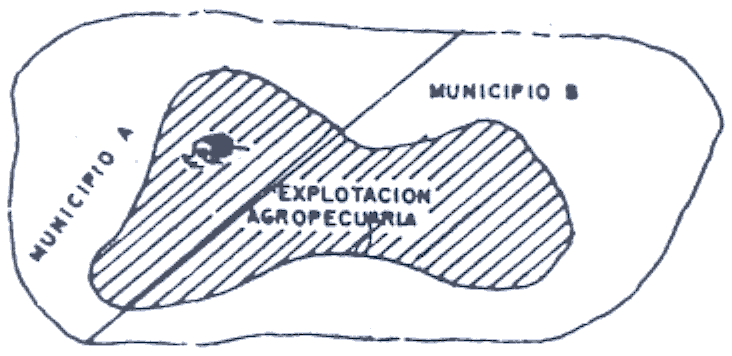 MUNICIPIO A
MUNICIPIO B
EXPLOTACION
AGROPECUARIA